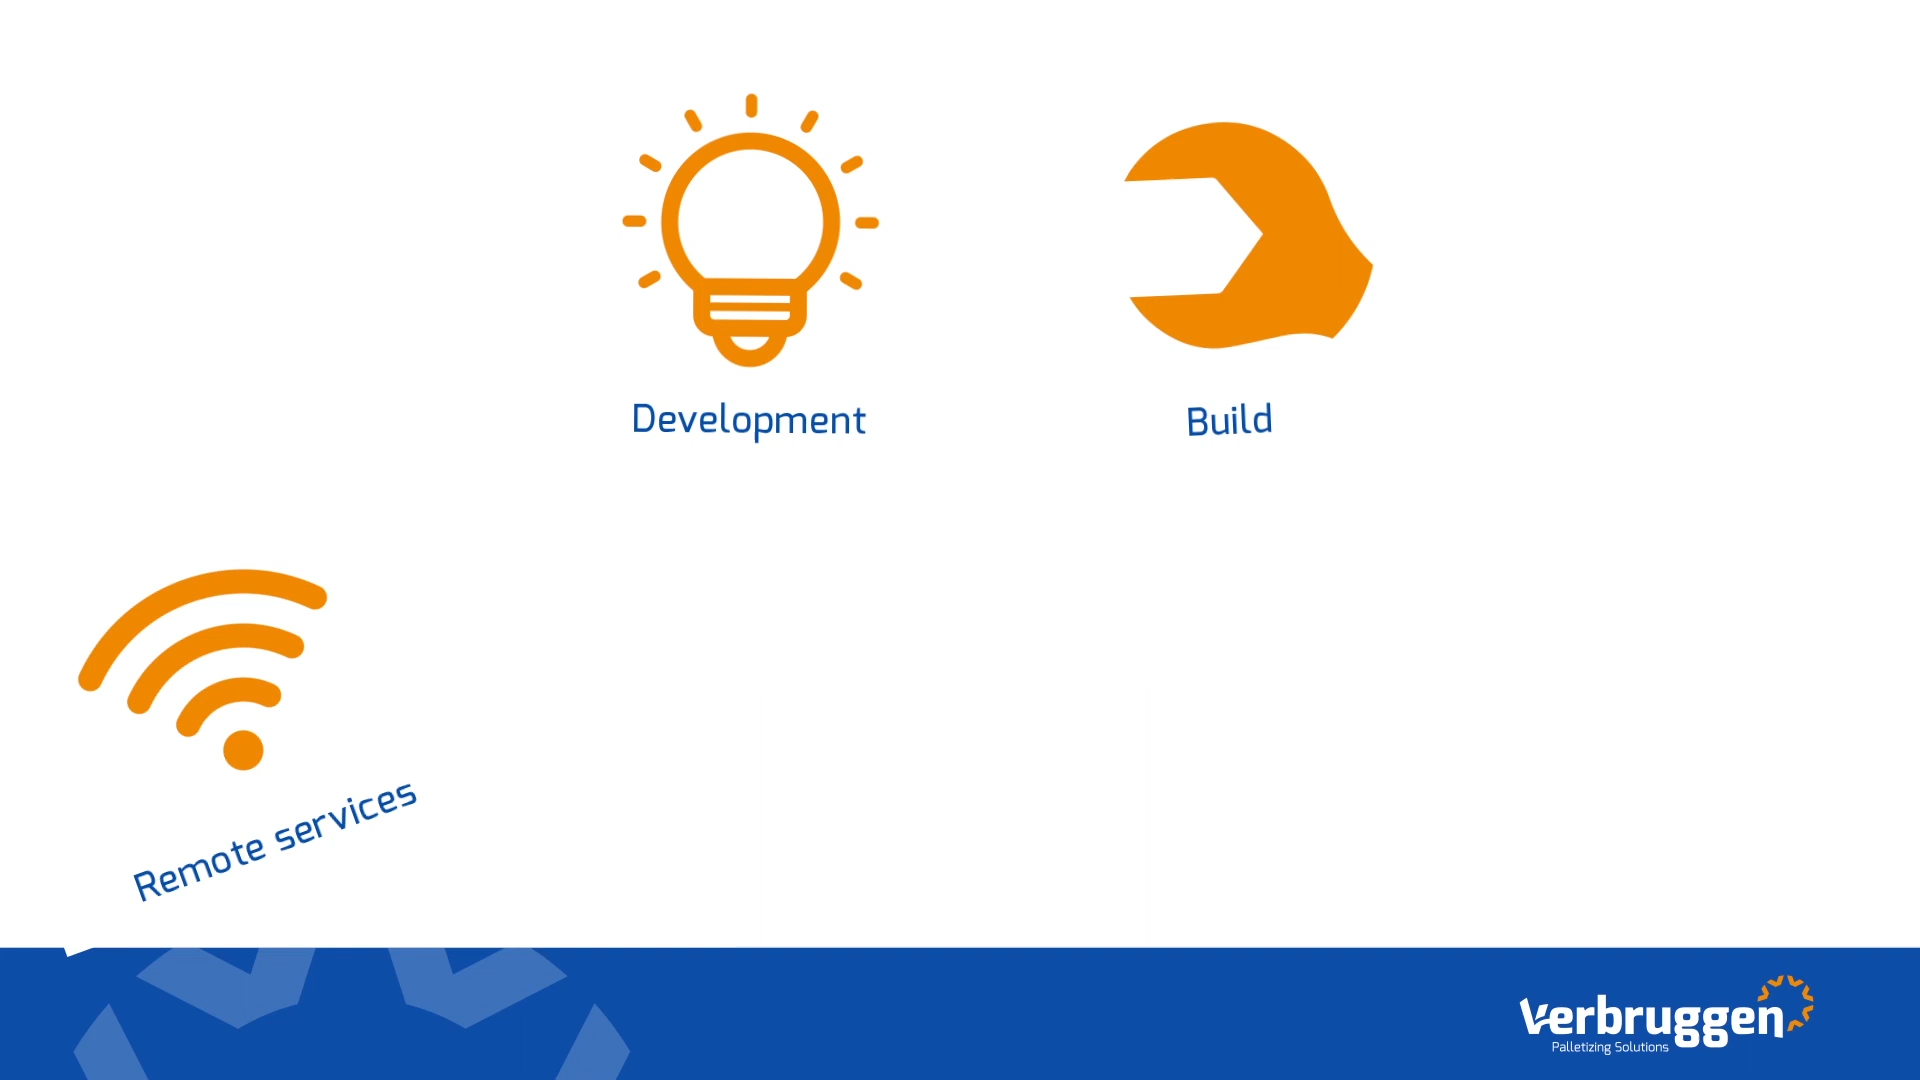 Development
Build
Remote services
Verbruggen
Palletizing Solutions